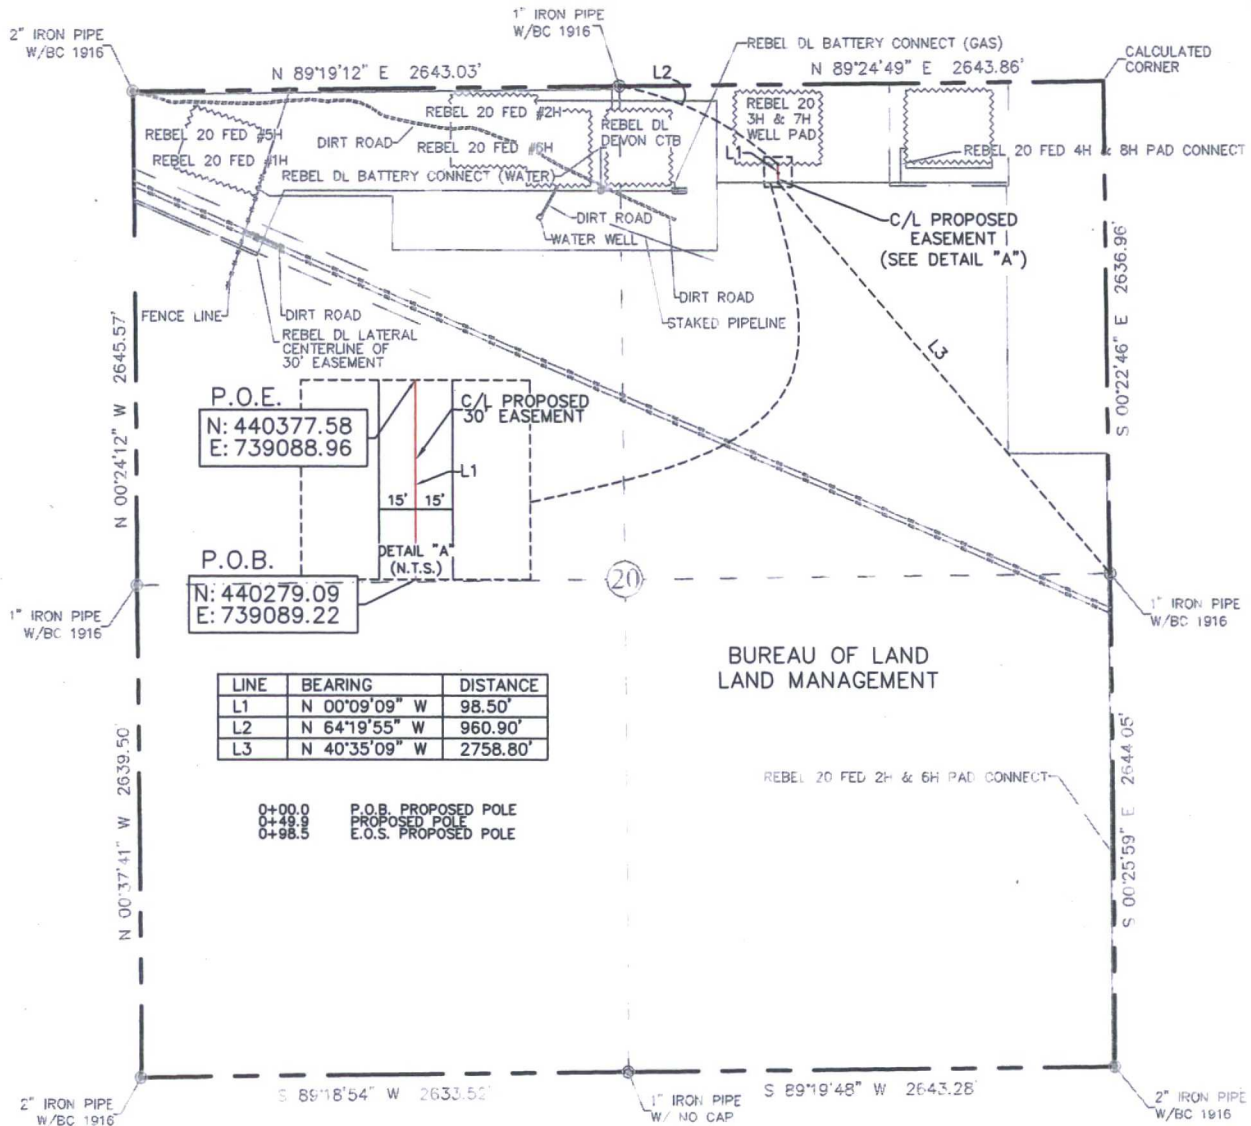 2" IRON PIPE
W/BC 1916
1" IRON PIPE
W/BC 1916
REBEL DL BATTERY CONNECT (GAS)
CALCULATED
CORNER
N 89°19'12" E 2643.03'
L2
N 89°24'49" E 2643.86'
REBEL 20 FED #5H
REBEL 20 FED #1H
DIRT ROAD
REBEL 20 FED #2H
REBEL 20 FED #6H
REBEL DL
DEVON CTB
REBEL 20
3H & 7H
WELL PAD
L1
REBEL 20 FED 4H & 8H PAD CONNECT
REBEL DL BATTERY CONNECT (WATER)
DIRT ROAD
WATER WELL
C/L PROPOSED
EASEMENT
(SEE DETAIL "A")
DIRT ROAD
STAKED PIPELINE
FENCE LINE
DIRT ROAD
REBEL DL LATERAL
CENTERLINE OF
30' EASEMENT
L3
N 00°24'12" W 2645.57'
S 00°22'46" E 2636.96'
P.O.E.
N: 440377.58
E: 739088.96
C/L PROPOSED
30' EASEMENT
L1
15' 15'
DETAIL "A"
(N.T.S.)
P.O.B.
N: 440279.09
E: 739089.22
20
1" IRON PIPE
W/BC 1916
1" IRON PIPE
W/BC 1916
BUREAU OF LAND
LAND MANAGEMENT
LINE BEARING DISTANCE
L1 N 00°09'09" W 98.50'
L2 N 64°19'55" W 960.90'
L3 N 40°35'09" W 2758.80'
0+00.0 P.O.B. PROPOSED POLE
0+49.9 PROPOSED POLE
0+98.5 E.O.S. PROPOSED POLE
REBEL 20 FED 2H & 6H PAD CONNECT
N 00°37'41" W 2639.50'
S 00°25'59" E 2644.05'
S 89°18'54" W 2633.52'
S 89°19'48" W 2643.28'
2" IRON PIPE
W/BC 1916
1" IRON PIPE
W/ NO CAP
2" IRON PIPE
W/BC 1916